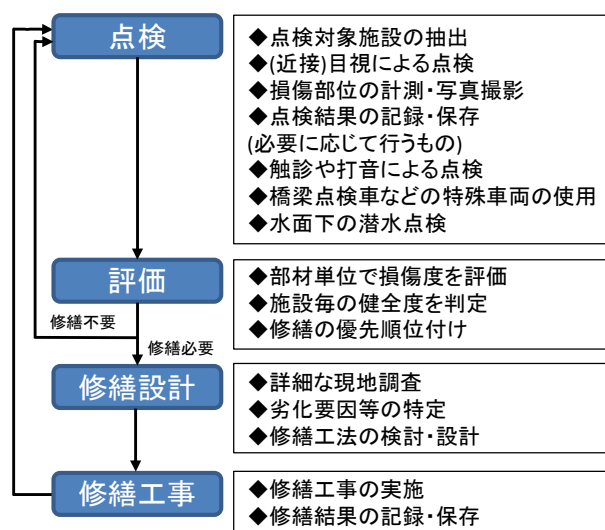 点検
◆点検対象施設の抽出
◆(近接)目視による点検
◆損傷部位の計測・写真撮影
◆点検結果の記録・保存
(必要に応じて行うもの)
◆触診や打音による点検
◆橋梁点検車などの特殊車両の使用
◆水面下の潜水点検
評価
◆部材単位で損傷度を評価
◆施設毎の健全度を判定
◆修繕の優先順位付け
修繕不要
修繕必要
修繕設計
◆詳細な現地調査
◆劣化要因等の特定
◆修繕工法の検討・設計
修繕工事
◆修繕工事の実施
◆修繕結果の記録・保存